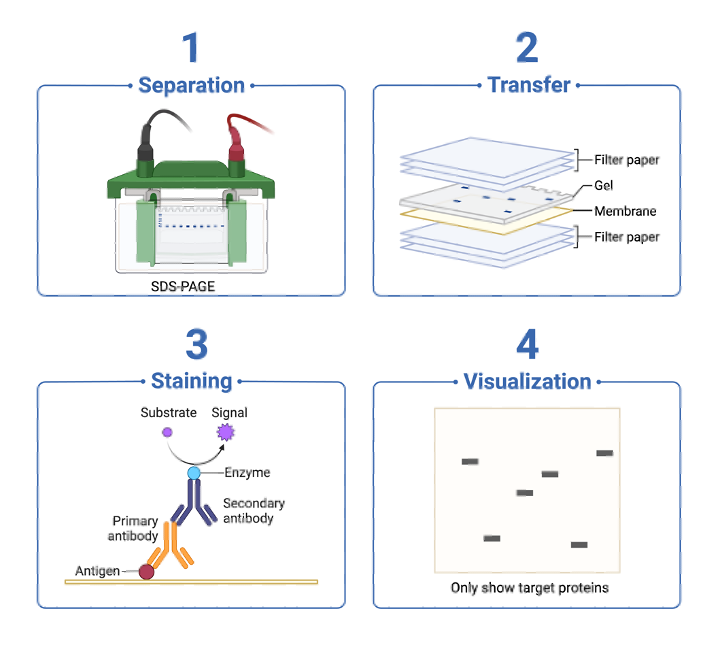 1
Separation
SDS-PAGE
2
Transfer
Filter paper
Gel
Membrane
Filter paper
3
Staining
Substrate
Signal
Enzyme
Secondary
antibody
Primary
antibody
Antigen
4
Visualization
Only show target proteins